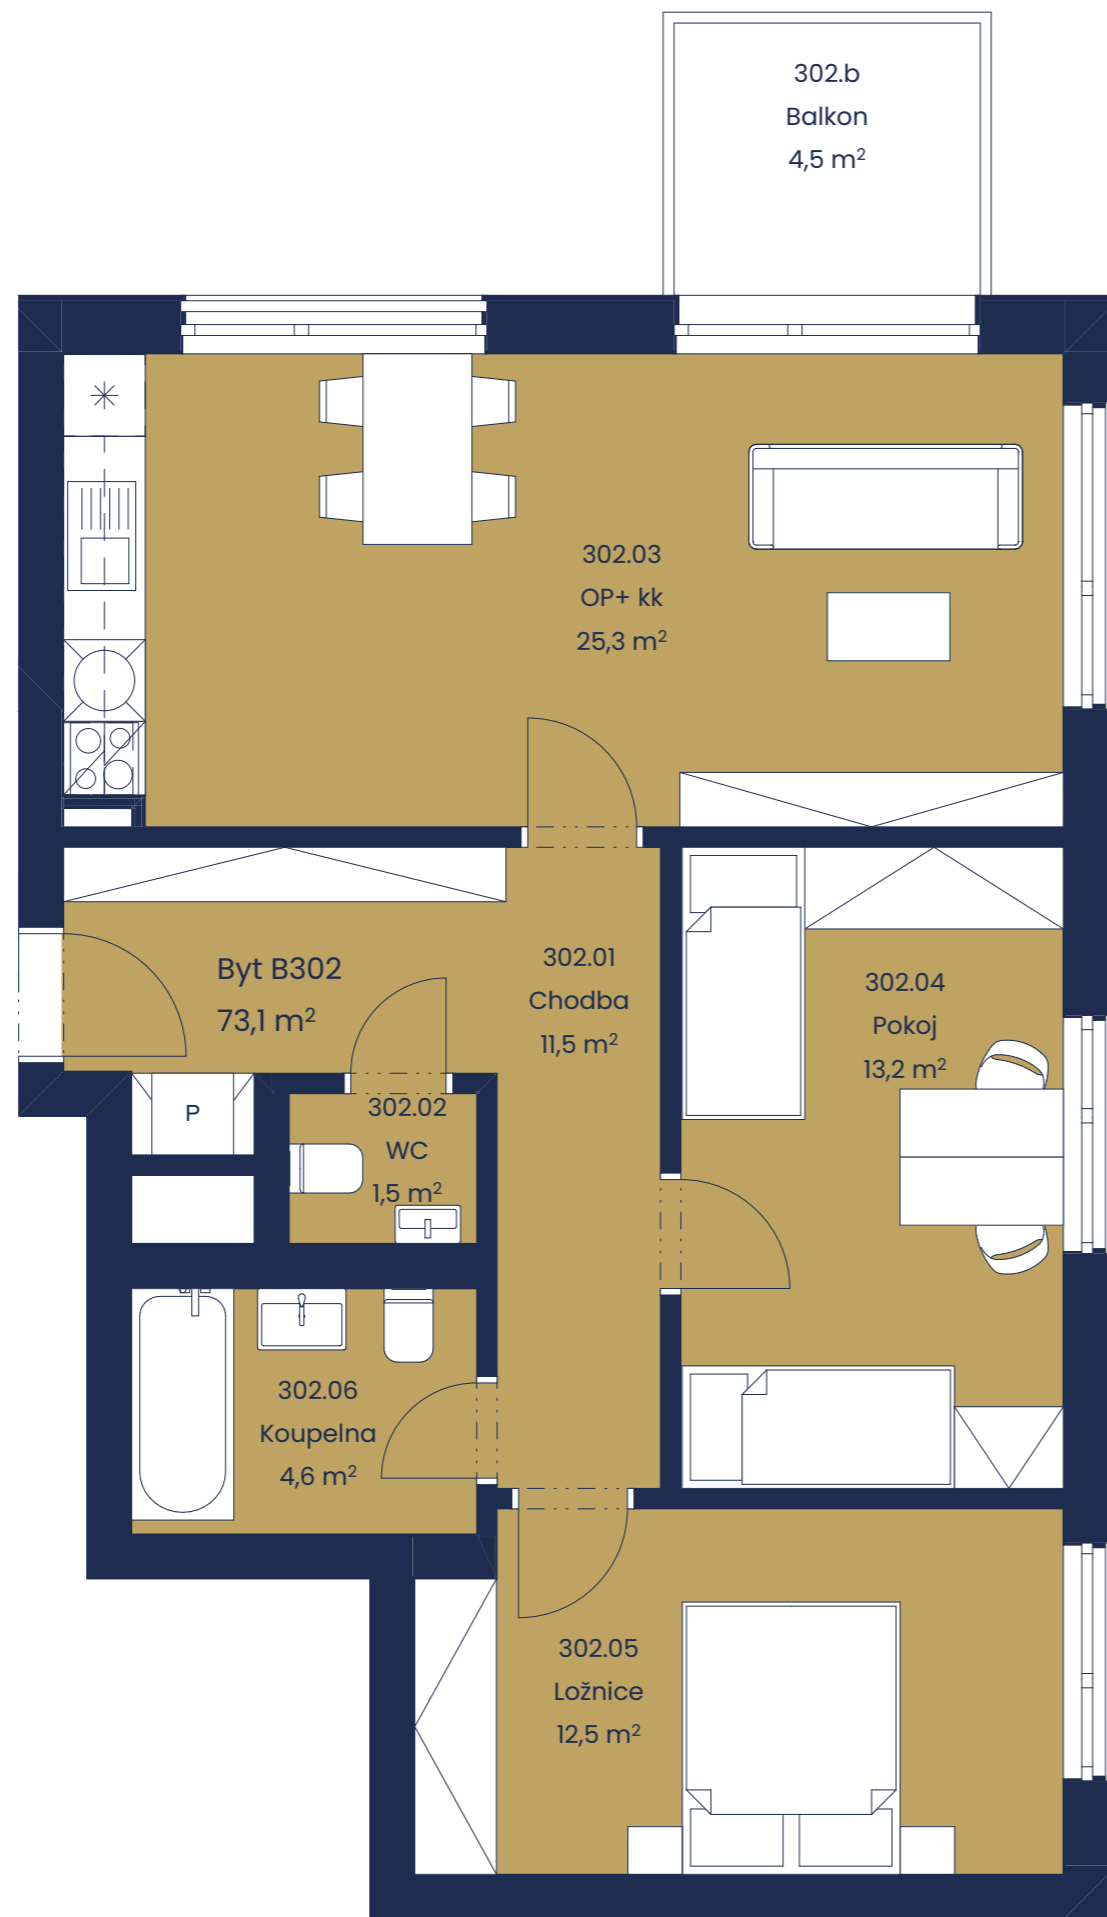 302.b
Balkon
4,5 m²
302.03
OP+ kk
25,3 m²
Byt B302
73,1 m²
302.01
Chodba
11,5 m²
302.04
Pokoj
13,2 m²
P
302.02
WC
1,5 m²
302.06
Koupelna
4,6 m²
302.05
Ložnice
12,5 m²